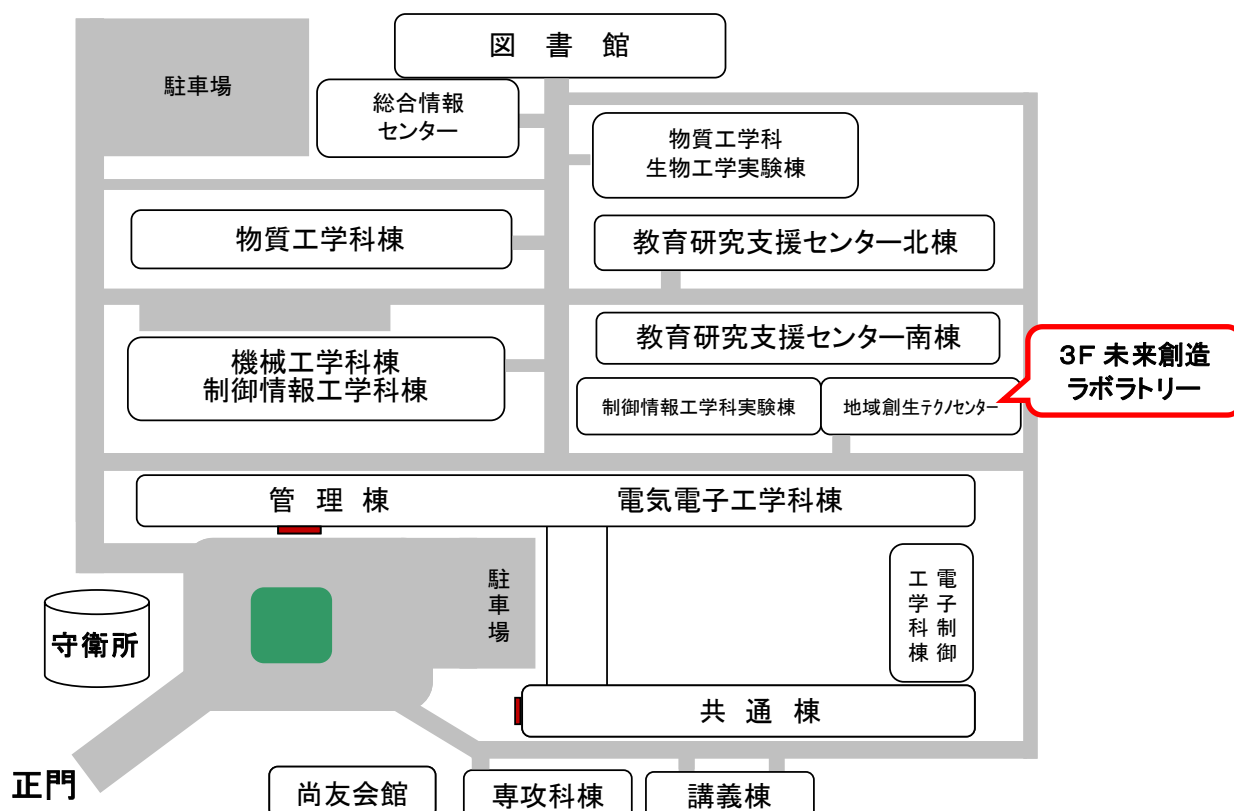 図 書 館
駐車場
総合情報
センター
物質工学科
生物工学実験棟
物質工学科棟
教育研究支援センター北棟
機械工学科棟
制御情報工学科棟
教育研究支援センター南棟
3F 未来創造
ラボラトリー
制御情報工学科実験棟
地域創生テクノセンター
管 理 棟
電気電子工学科棟
駐車場
電子制御
工学科棟
守衛所
共 通 棟
正門
尚友会館
専攻科棟
講義棟